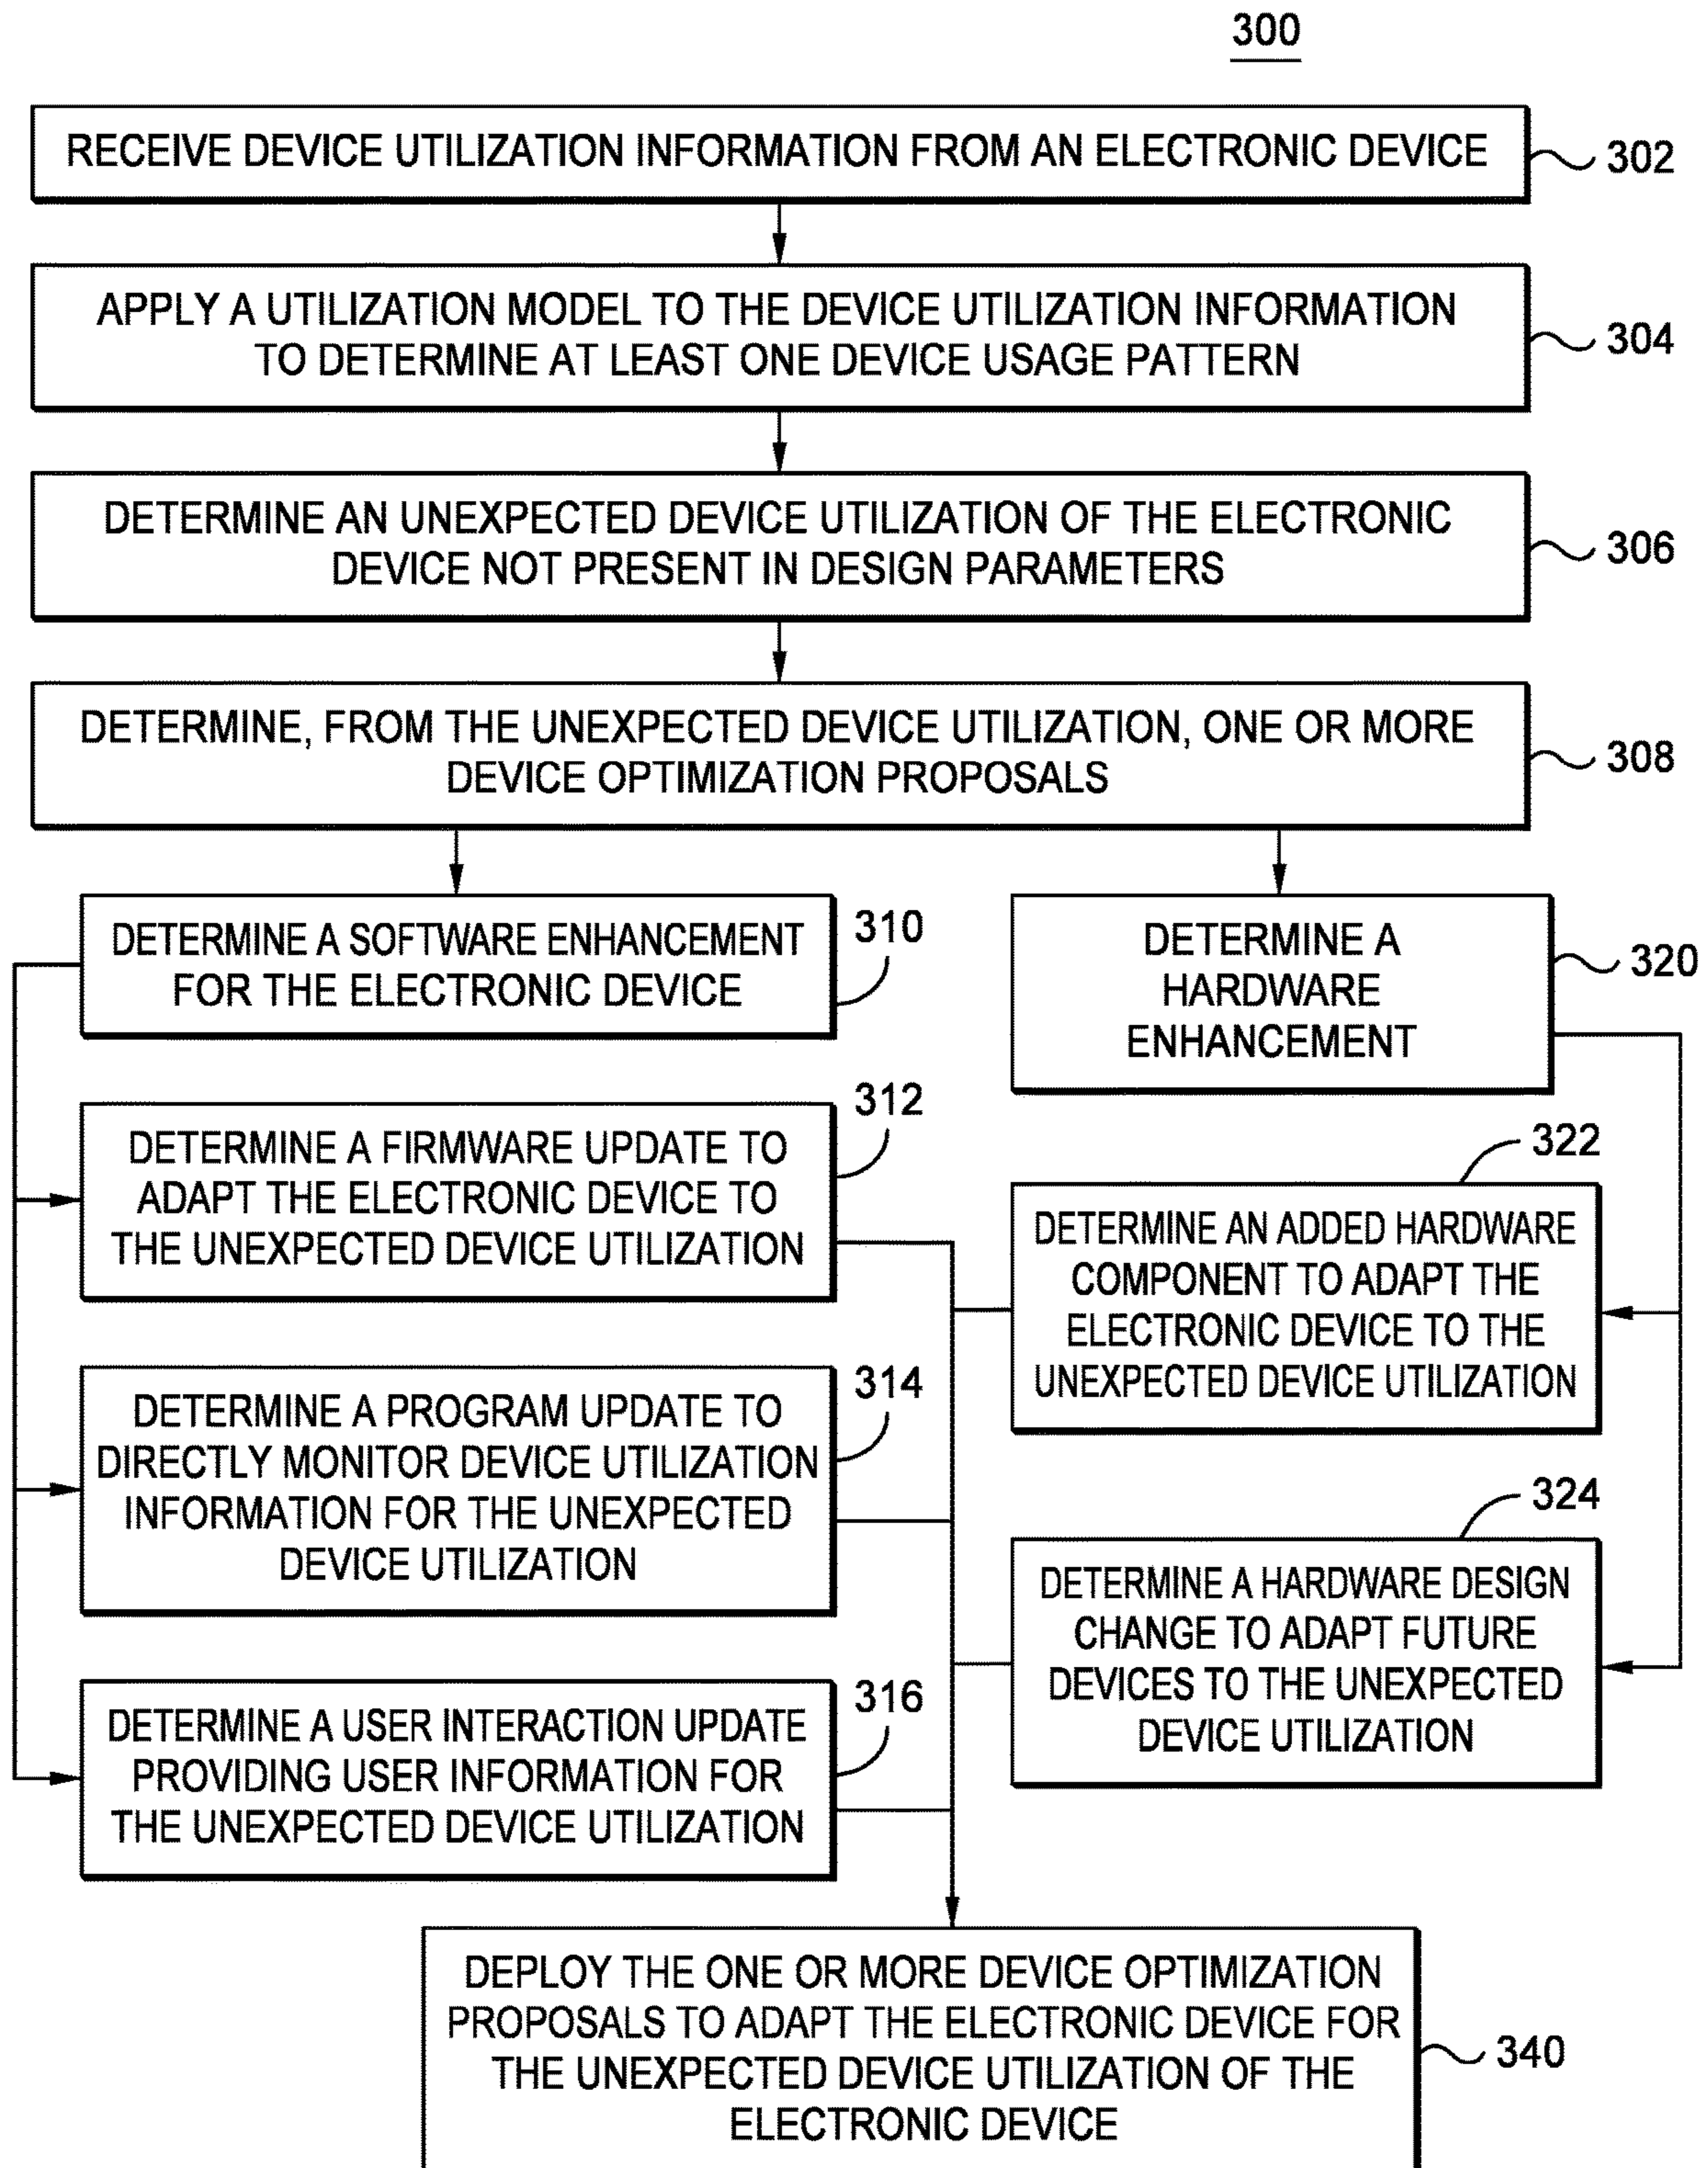 300
RECEIVE DEVICE UTILIZATION INFORMATION FROM AN ELECTRONIC DEVICE
302
APPLY A UTILIZATION MODEL TO THE DEVICE UTILIZATION INFORMATION
TO DETERMINE AT LEAST ONE DEVICE USAGE PATTERN
304
DETERMINE AN UNEXPECTED DEVICE UTILIZATION OF THE ELECTRONIC
DEVICE NOT PRESENT IN DESIGN PARAMETERS
306
DETERMINE, FROM THE UNEXPECTED DEVICE UTILIZATION, ONE OR MORE
DEVICE OPTIMIZATION PROPOSALS
308
DETERMINE A SOFTWARE ENHANCEMENT
FOR THE ELECTRONIC DEVICE
310
DETERMINE A FIRMWARE UPDATE TO
ADAPT THE ELECTRONIC DEVICE TO
THE UNEXPECTED DEVICE UTILIZATION
312
DETERMINE A PROGRAM UPDATE TO
DIRECTLY MONITOR DEVICE UTILIZATION
INFORMATION FOR THE UNEXPECTED
DEVICE UTILIZATION
314
DETERMINE A USER INTERACTION UPDATE
PROVIDING USER INFORMATION FOR
THE UNEXPECTED DEVICE UTILIZATION
316
DETERMINE A
HARDWARE
ENHANCEMENT
320
322
DETERMINE AN ADDED HARDWARE
COMPONENT TO ADAPT THE
ELECTRONIC DEVICE TO THE
UNEXPECTED DEVICE UTILIZATION
324
DETERMINE A HARDWARE DESIGN
CHANGE TO ADAPT FUTURE
DEVICES TO THE UNEXPECTED
DEVICE UTILIZATION
DEPLOY THE ONE OR MORE DEVICE OPTIMIZATION
PROPOSALS TO ADAPT THE ELECTRONIC DEVICE FOR
THE UNEXPECTED DEVICE UTILIZATION OF THE
ELECTRONIC DEVICE
340